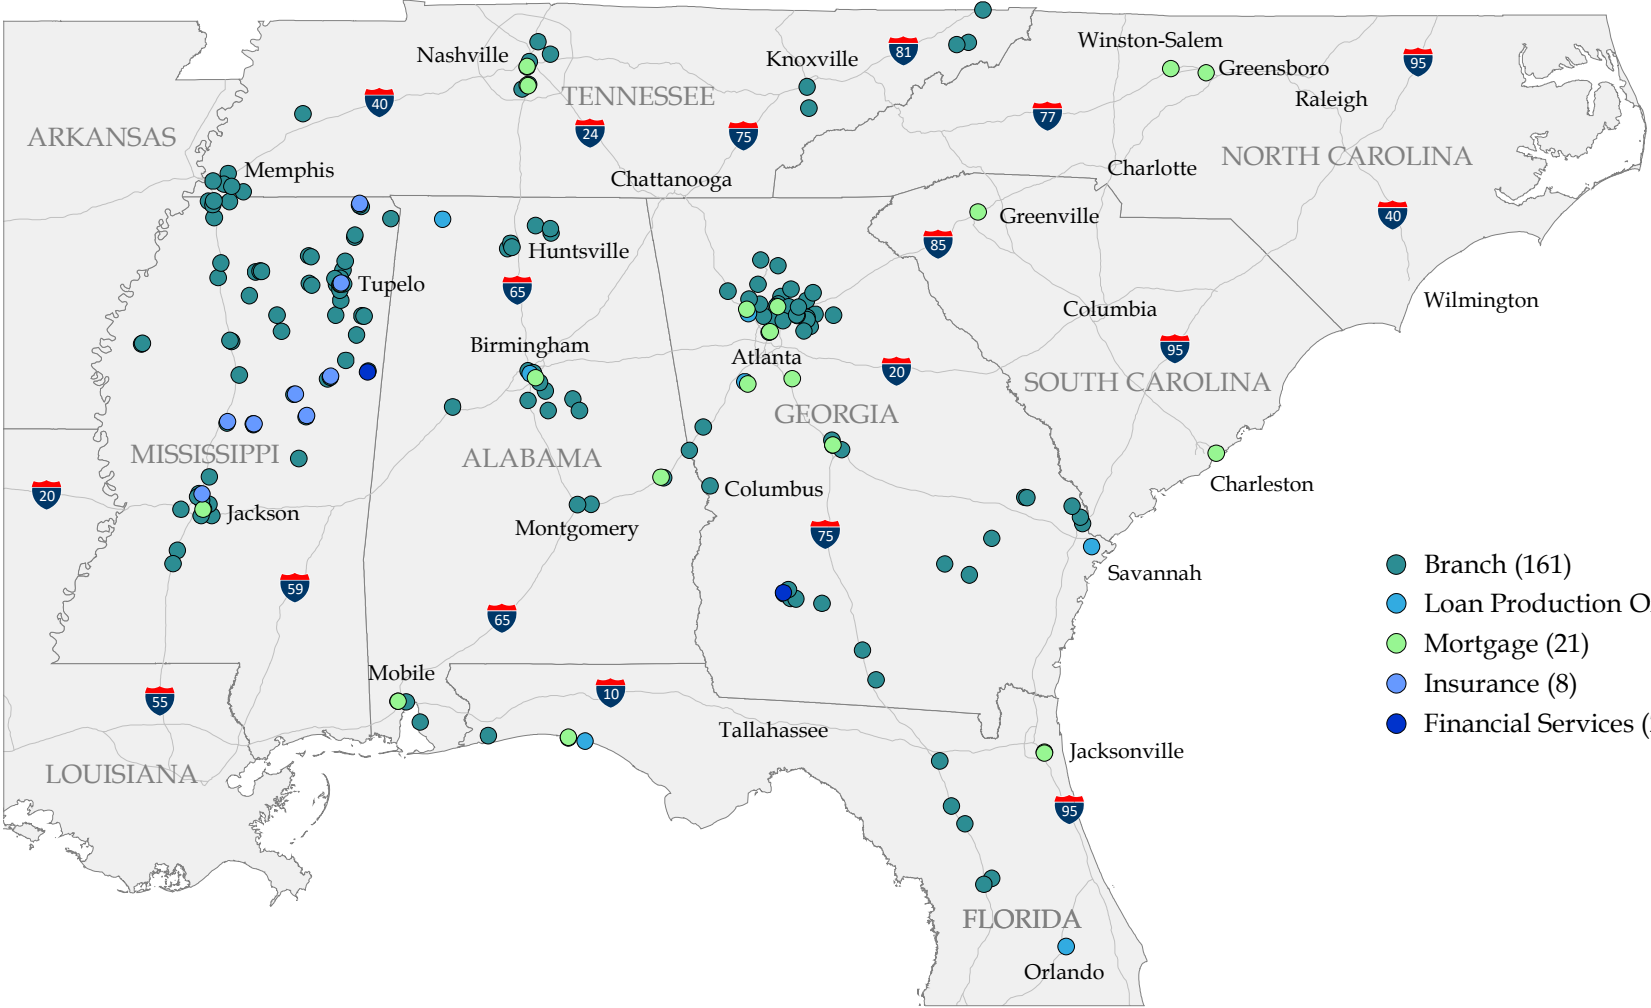 Nashville
Knoxville
81
Winston-Salem
95
Greensboro
40
TENNESSEE
Raleigh
77
ARKANSAS
24
75
Memphis
Chattanooga
Charlotte
NORTH CAROLINA
40
Greenville
85
Huntsville
65
Tupelo
Wilmington
Columbia
Birmingham
95
Atlanta
20
SOUTH CAROLINA
GEORGIA
MISSISSIPPI
ALABAMA
Charleston
20
Columbus
Jackson
Montgomery
75
Savannah
59
65
Branch (161)
Loan Production O
Mortgage (21)
Insurance (8)
Financial Services (
Mobile
55
10
Tallahassee
Jacksonville
LOUISIANA
95
FLORIDA
Orlando